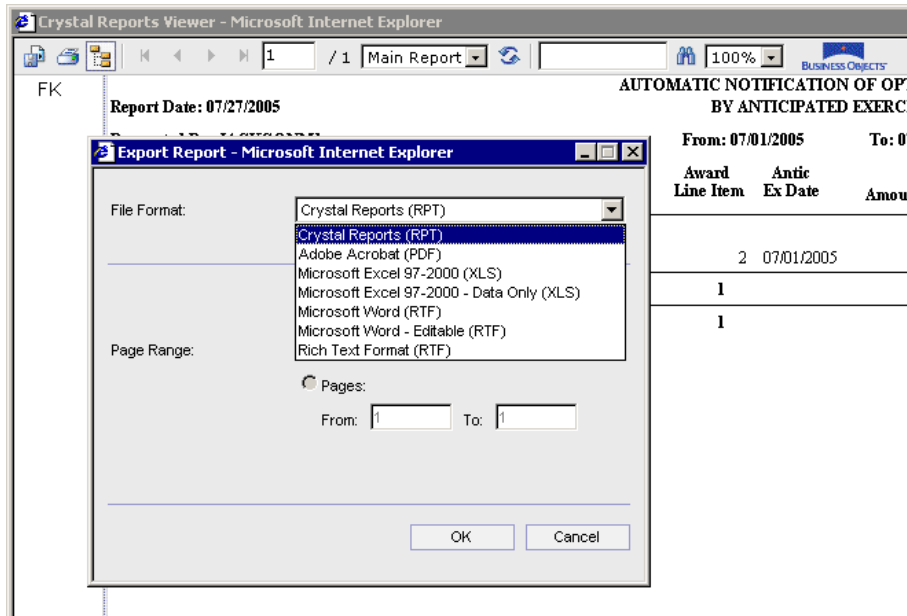 Crystal Reports Viewer - Microsoft Internet Explorer
1 / 1 Main Report 100% BUSINESS OBJECTS
FK
AUTOMATIC NOTIFICATION OF
Report Date: 07/27/2005 BY ANTICIPATED
From: 07/01/2005 To:
Export Report - Microsoft Internet Explorer
Award Antic
Line Item Ex Date
File Format: Crystal Reports (RPT)
Crystal Reports (RPT)
Adobe Acrobat (PDF)
2 07/01/2005
Microsoft Excel 97-2000 (XLS)
Microsoft Excel 97-2000 - Data Only (XLS)
1
Microsoft Word (RTF)
Microsoft Word - Editable (RTF)
1
Page Range: Rich Text Format (RTF)
Pages:
From: 1 To: 1
OK Cancel